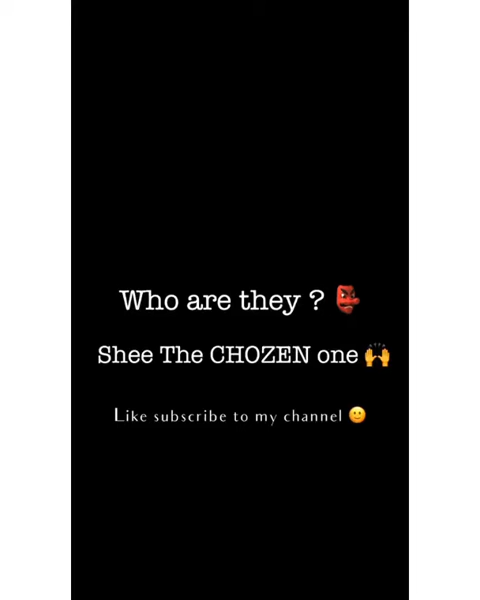 Who are they ? 👺
Shee The CHOZEN one 🙌
Like subscribe to my channel 🙂